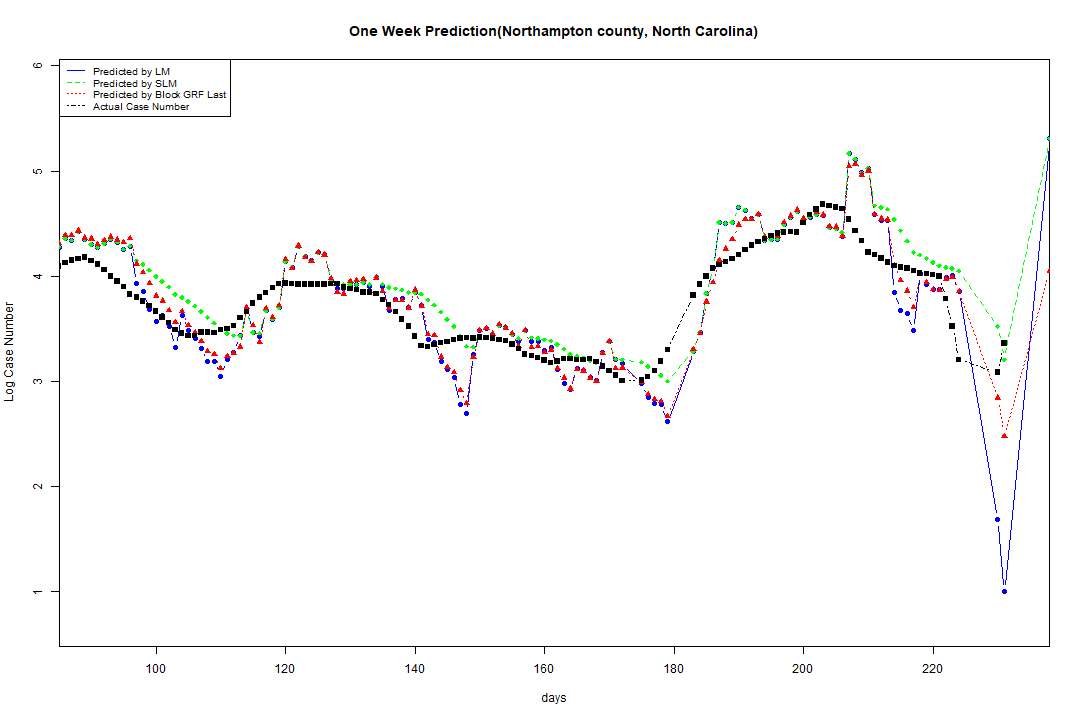 One Week Prediction(Northampton county, North Carolina)
Predicted by LM
Predicted by SLM
Predicted by Block GRF Last
Actual Case Number
Log Case Number
6
5
4
3
2
1
100 120 140 160 180 200 220
days